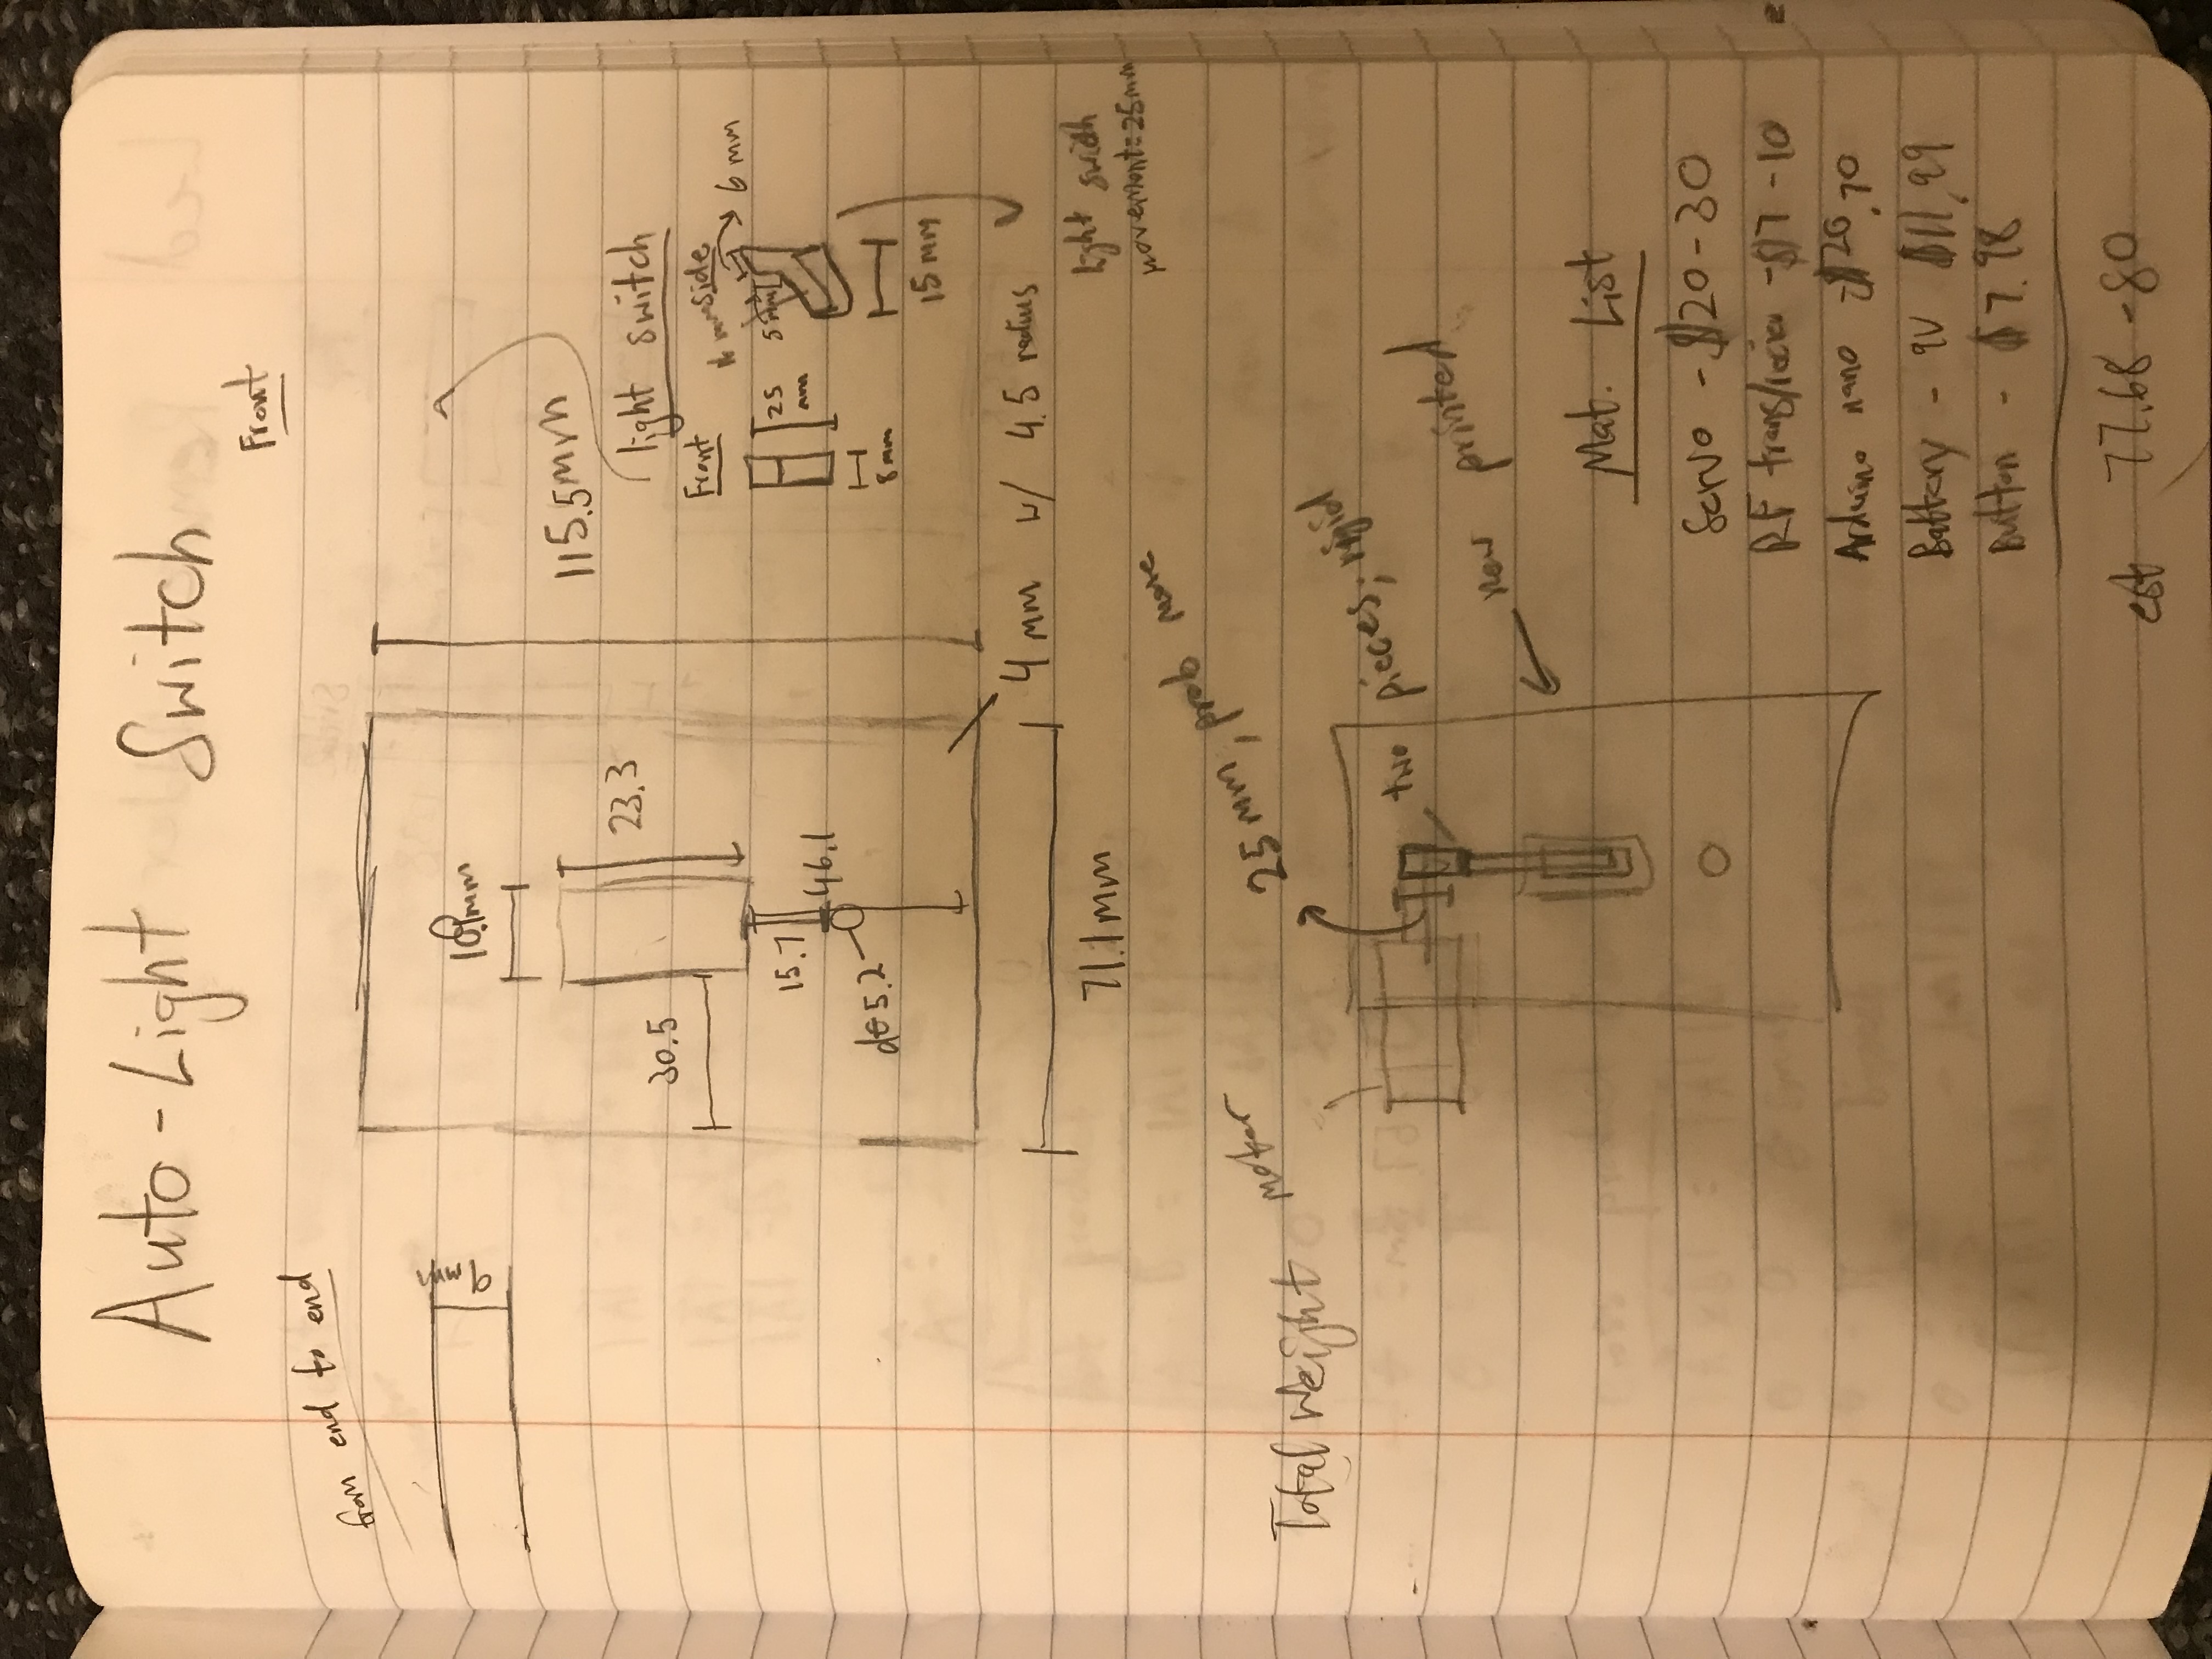 Auto-Light Switch
Front
from end to end
9mm
10.9mm
115.5mm
23.3
30.5
light switch
Front
Side
6 mm
5 mm
25 mm
15.7
46.1
5.2
8 mm
15 mm
4 mm w/ 4.5 radius
71.1mm
light switch
movement=25mm
25 mm, prob more
motor
Total Weight
two pieces; rigid
new printed
Mat. List
Servo - $20-30
RF trans/reciev - $7-10
Arduino nano - $20.70
Battery - 9V $11.99
Button - $7.98
est 77.68 - 80